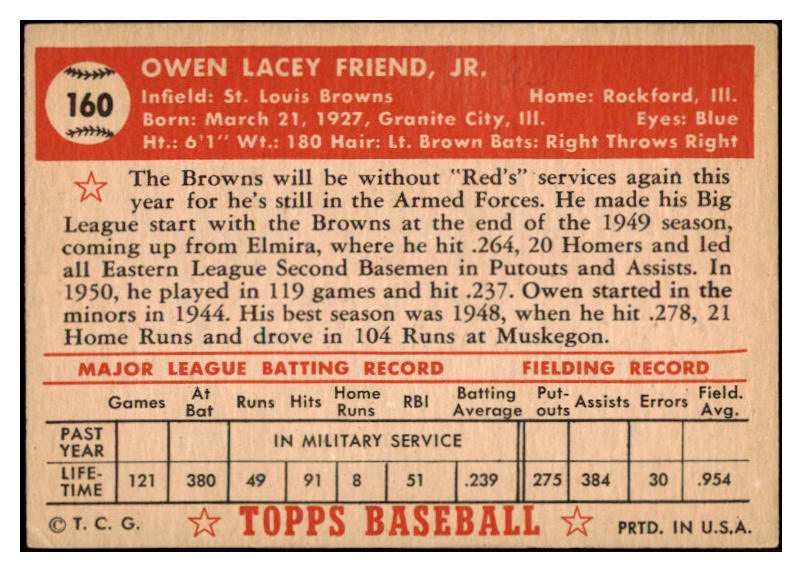 160
OWEN LACEY FRIEND, JR.
Infield: St. Louis Browns Home: Rockford, Ill.
Born: March 21, 1927, Granite City, Ill. Eyes: Blue
Ht.: 6'1" Wt.: 180 Hair: Lt. Brown Bats: Right Throws Right
The Browns will be without "Red's" services again this
year for he's still in the Armed Forces. He made his Big
League start with the Browns at the end of the 1949 season,
coming up from Elmira, where he hit .264, 20 Homers and led
all Eastern League Second Basemen in Putouts and Assists. In
1950, he played in 119 games and hit .237. Owen started in the
minors in 1944. His best season was 1948, when he hit .278, 21
Home Runs and drove in 104 Runs at Muskegon.
MAJOR LEAGUE BATTING RECORD FIELDING RECORD
Games At Bat Runs Hits Home Runs RBI Batting Average Put-outs Assists Errors Field. Avg.
PAST YEAR IN MILITARY SERVICE
LIFE-TIME 121 380 49 91 8 51 .239 275 384 30 .954
© T. C. G. TOPPS BASEBALL PRTD. IN U.S.A.